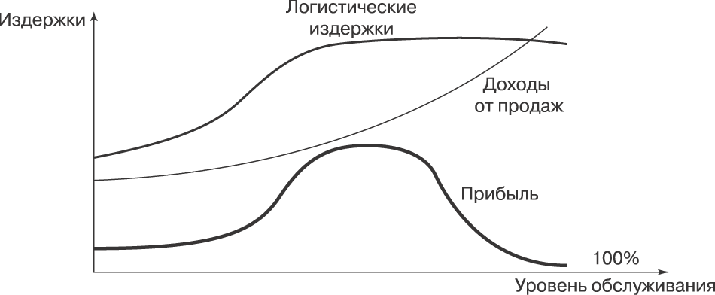 Издержки
Логистические
издержки
Доходы
от продаж
Прибыль
100%
Уровень обслуживания